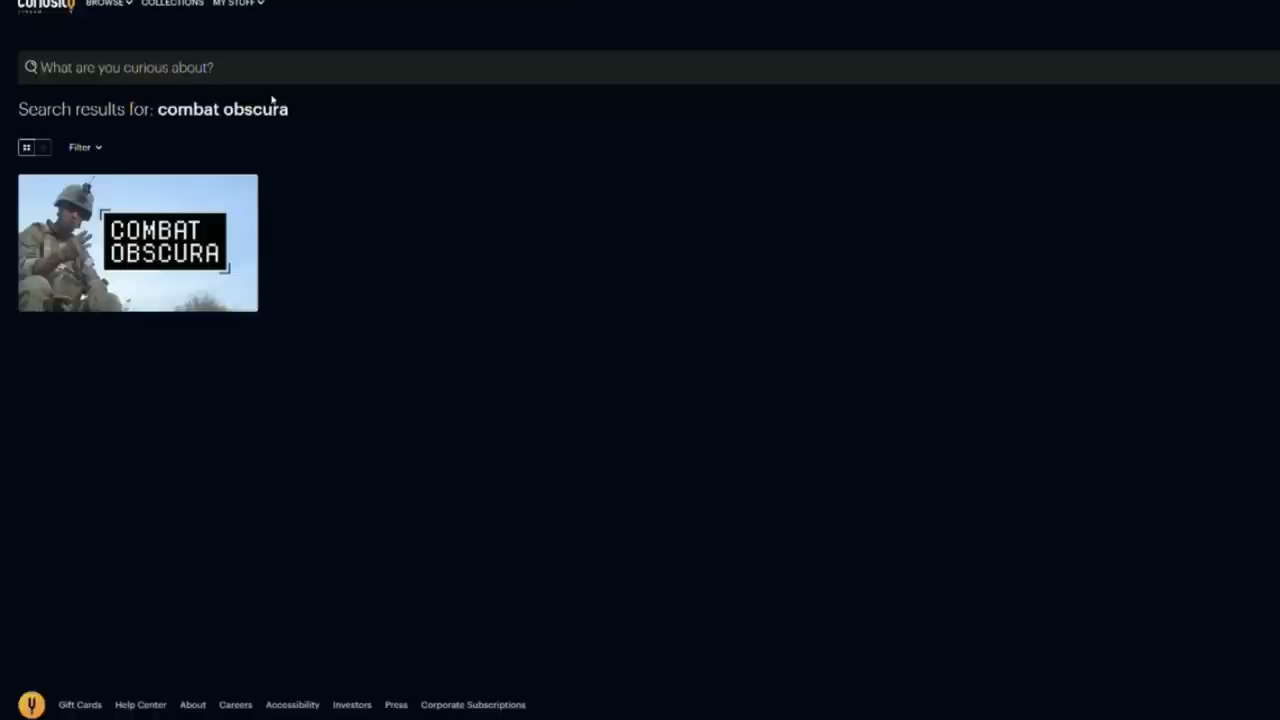 curiosity
BROWSE COLLECTIONS MY STUFF
What are you curious about?
Search results for: combat obscura
Filter
COMBAT
OBSCURA
Gift Cards Help Center About Careers Accessibility Investors Press Corporate Subscriptions